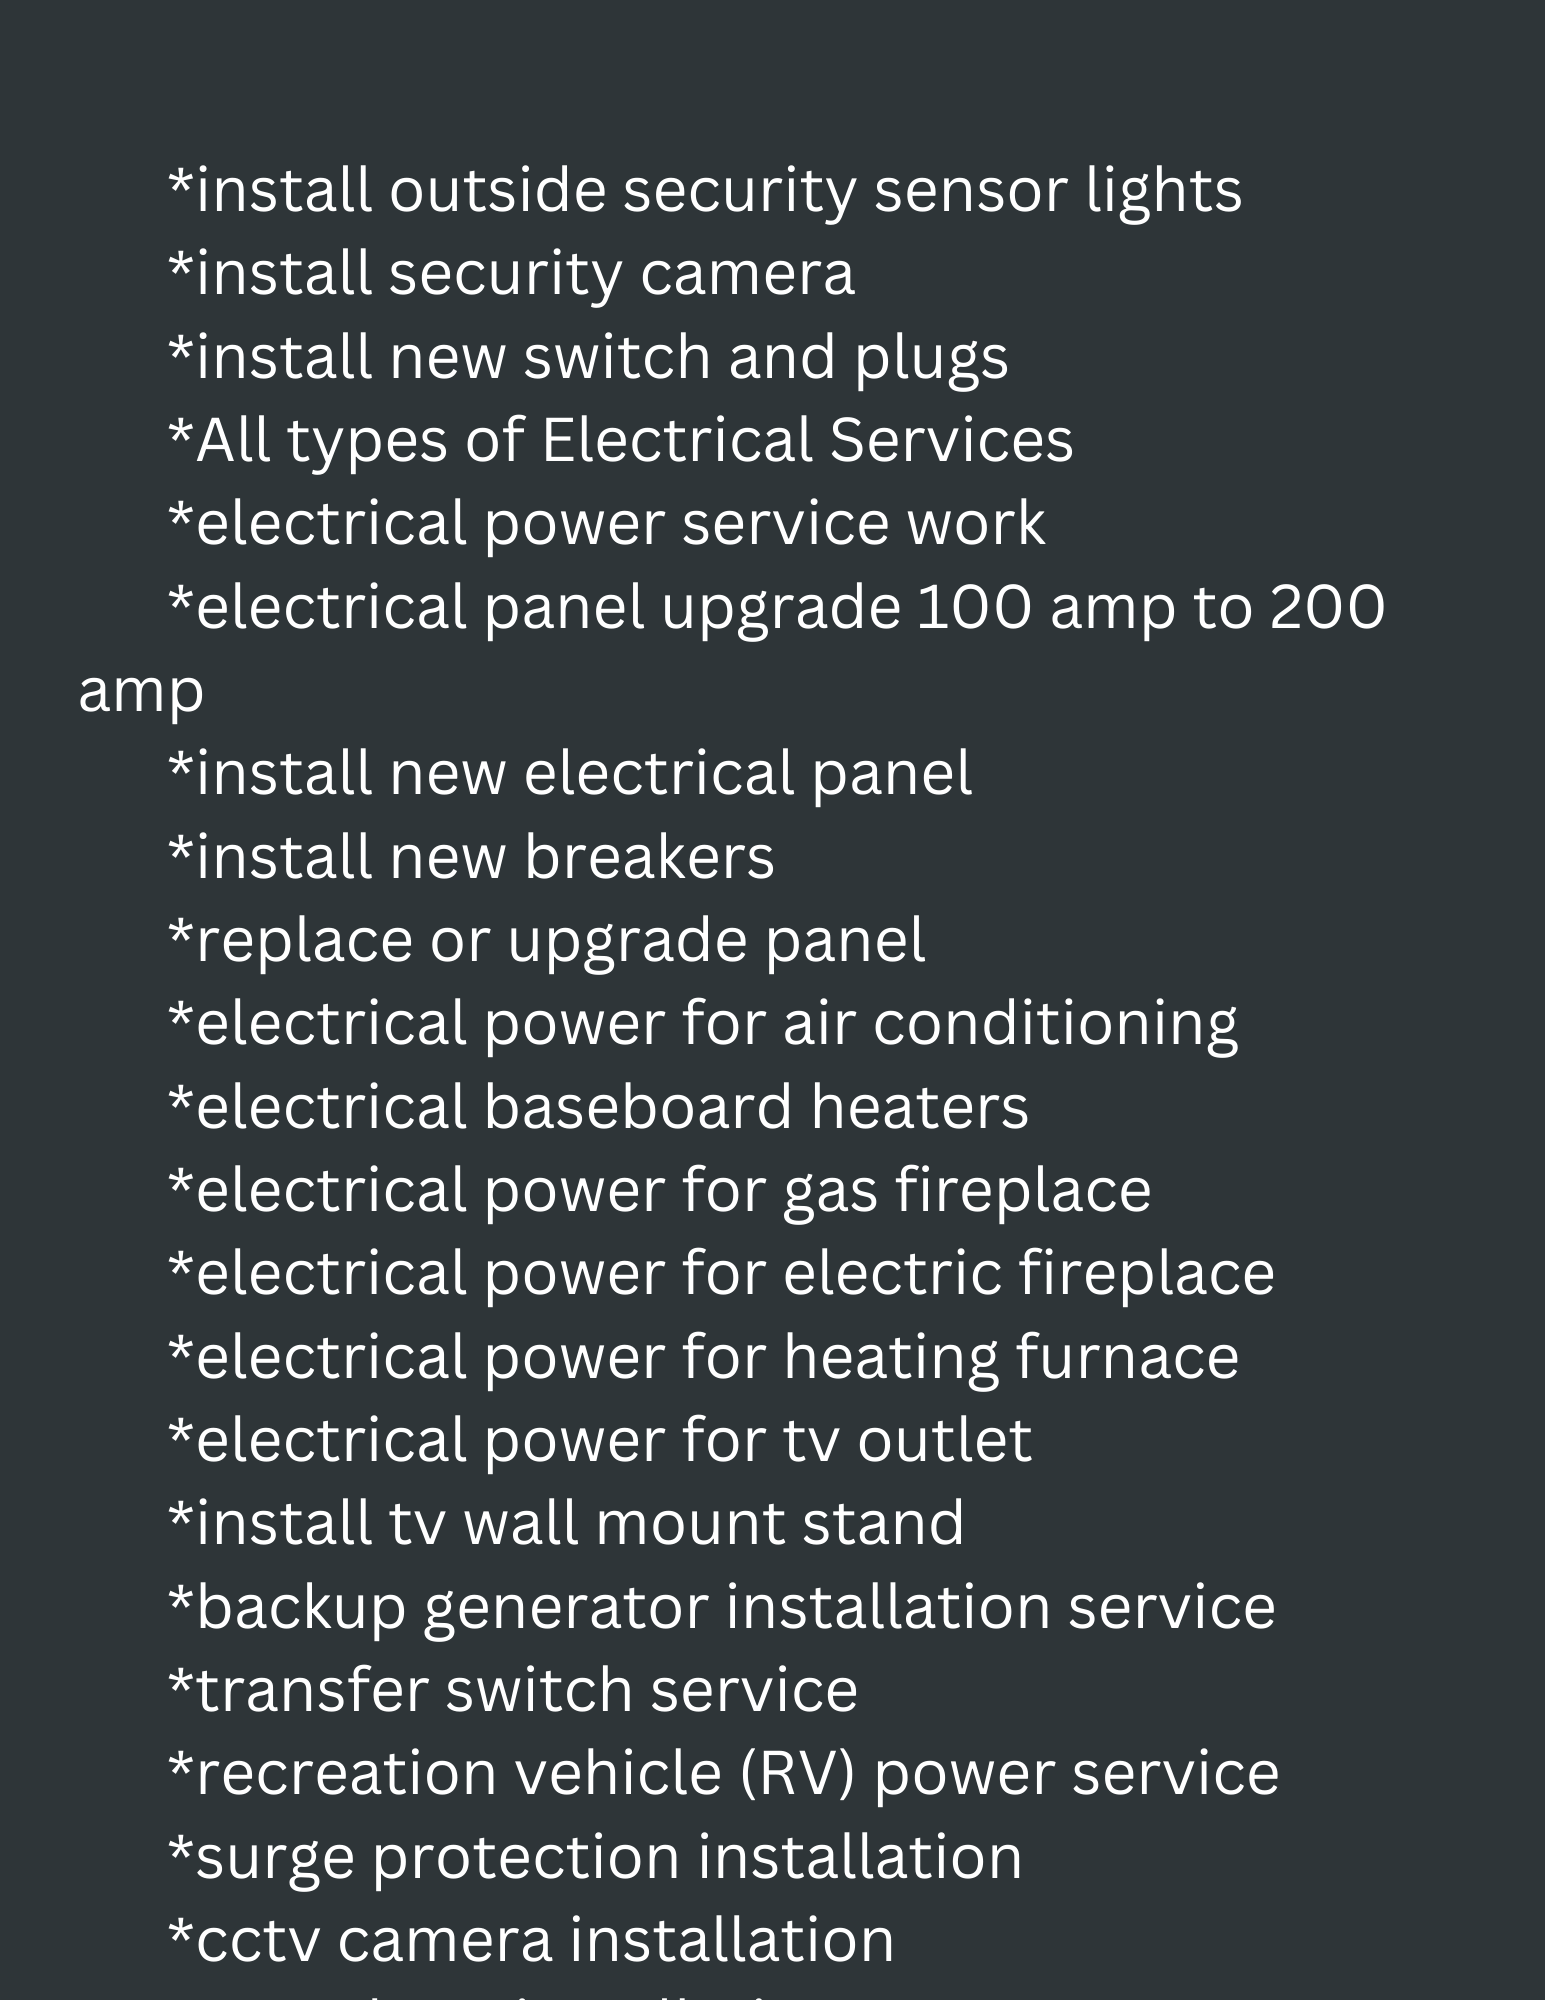 *install outside security sensor lights
*install security camera
*install new switch and plugs
*All types of Electrical Services
*electrical power service work
*electrical panel upgrade 100 amp to 200
amp
*install new electrical panel
*install new breakers
*replace or upgrade panel
*electrical power for air conditioning
*electrical baseboard heaters
*electrical power for gas fireplace
*electrical power for electric fireplace
*electrical power for heating furnace
*electrical power for tv outlet
*install tv wall mount stand
*backup generator installation service
*transfer switch service
*recreation vehicle (RV) power service
*surge protection installation
*cctv camera installation